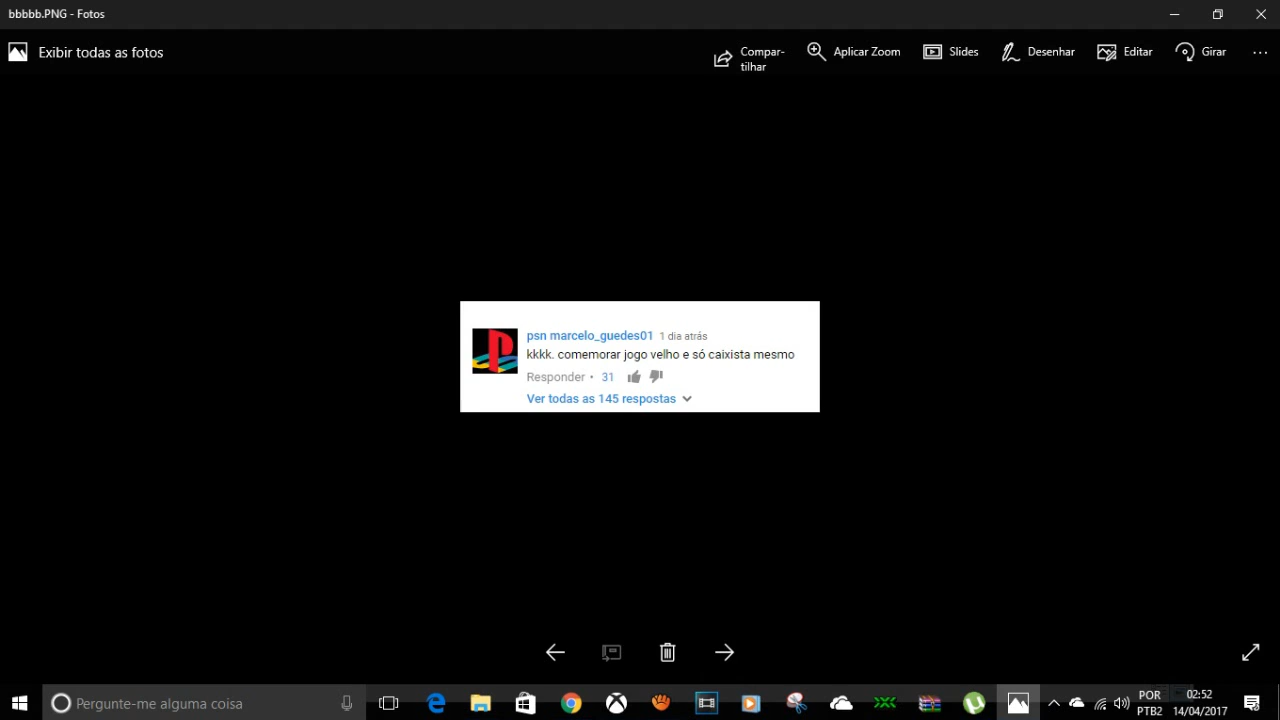 bbbbb.PNG - Fotos
Exibir todas as fotos
Compar-
tilhar
Aplicar Zoom
Slides
Desenhar
Editar
Girar
psn marcelo_guedes01 1 dia atrás
kkkk. comemorar jogo velho e só caixista mesmo
Responder • 31
Ver todas as 145 respostas
Pergunte-me alguma coisa
POR
PTB2
02:52
14/04/2017